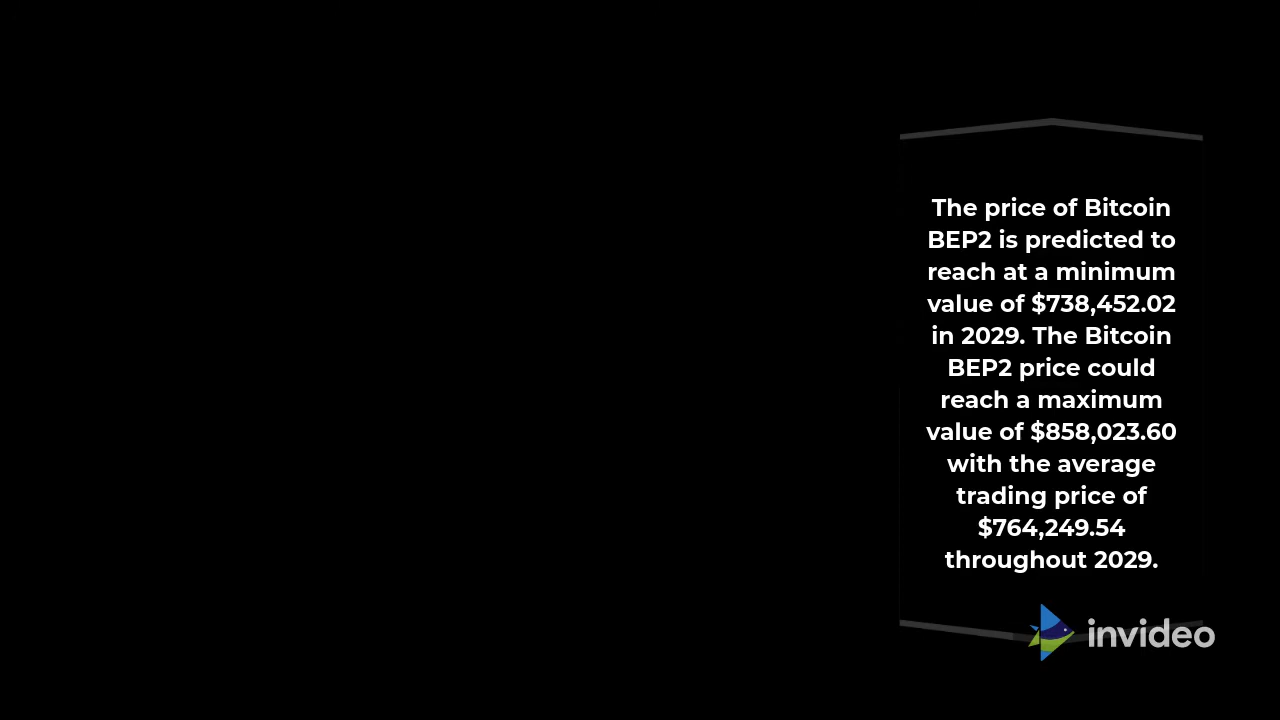 The price of Bitcoin
BEP2 is predicted to
reach at a minimum
value of $738,452.02
in 2029. The Bitcoin
BEP2 price could
reach a maximum
value of $858,023.60
with the average
trading price of
$764,249.54
throughout 2029.
invideo